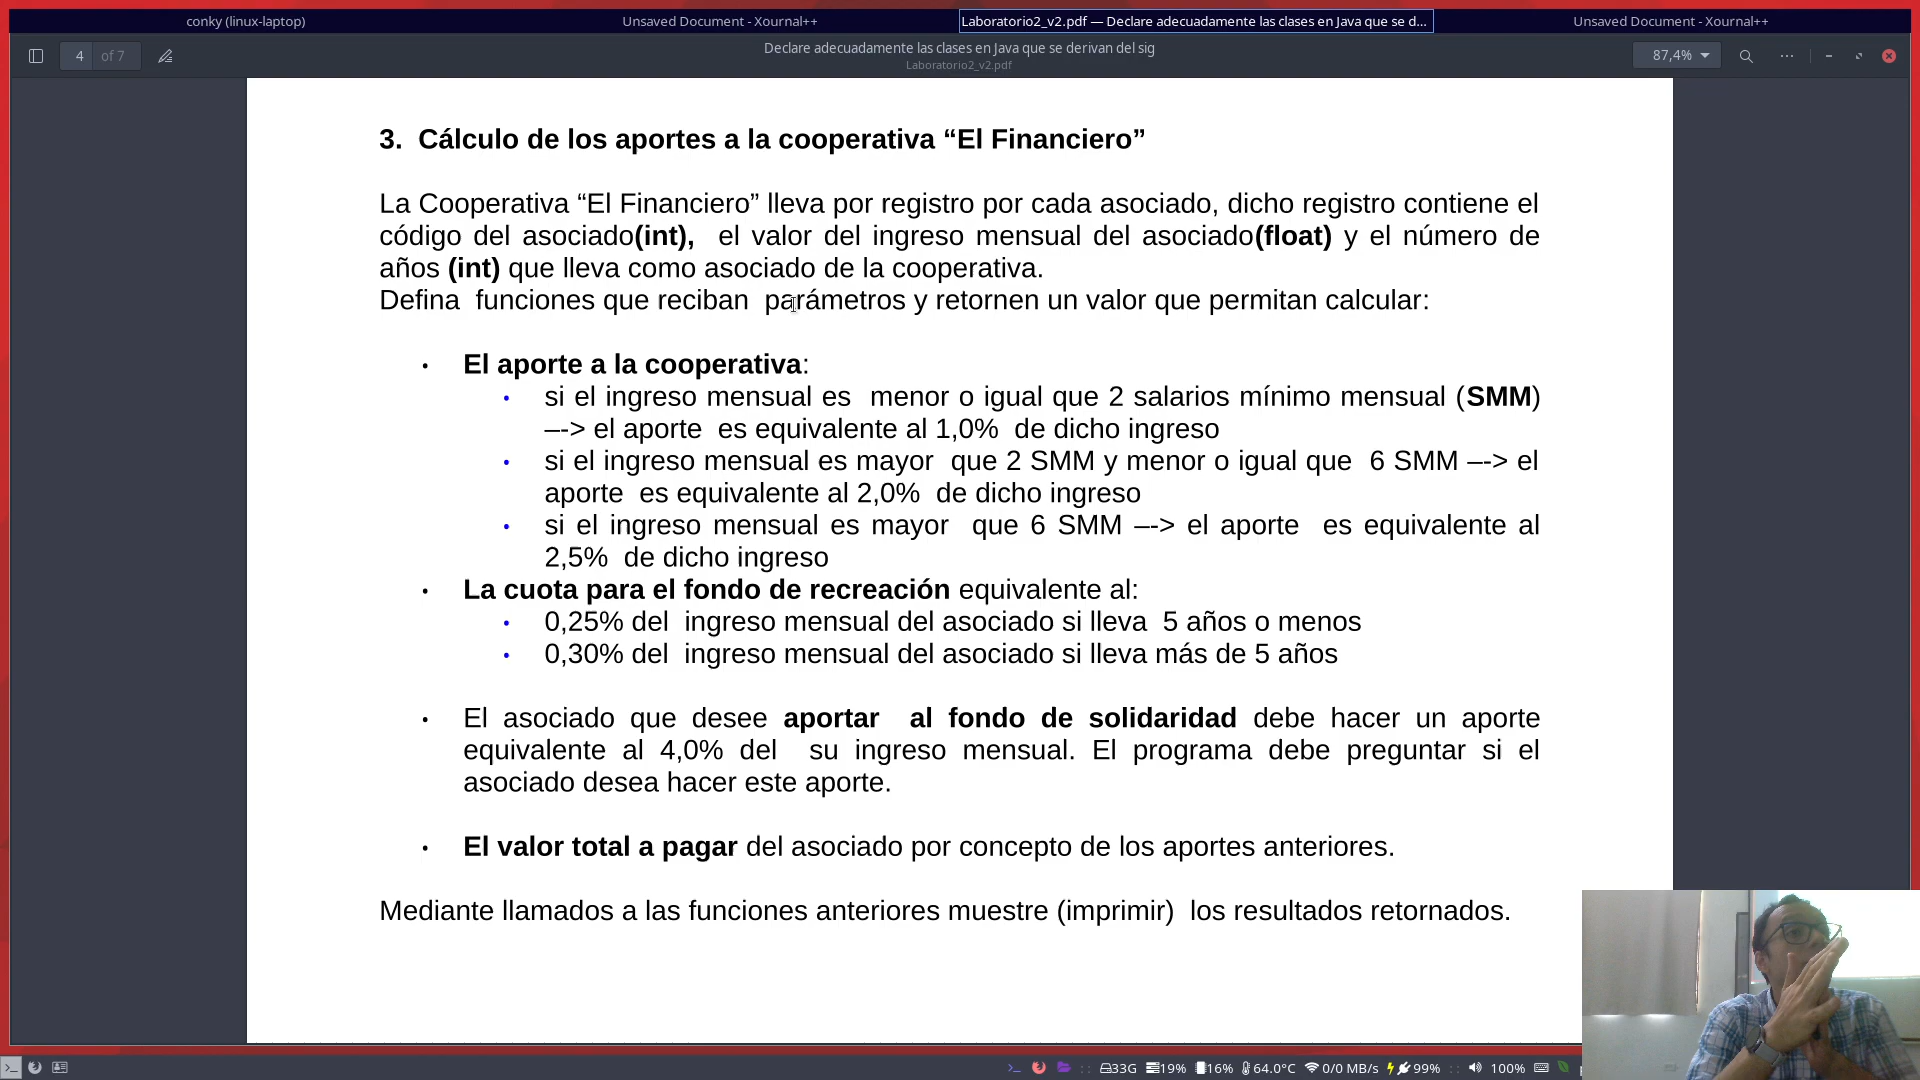 conky (linux-laptop)
Unsaved Document - Xournal++
Laboratorio2_v2.pdf — Declare adecuadamente las clases en Java que se d...
Unsaved Document - Xournal++
4 of 7
Declare adecuadamente las clases en Java que se derivan del sig
Laboratorio2_v2.pdf
87,4%
3. Cálculo de los aportes a la cooperativa “El Financiero”
La Cooperativa “El Financiero” lleva por registro por cada asociado, dicho registro contiene el
código del asociado(int), el valor del ingreso mensual del asociado(float) y el número de
años (int) que lleva como asociado de la cooperativa.
Defina funciones que reciban parámetros y retornen un valor que permitan calcular:
• El aporte a la cooperativa:
• si el ingreso mensual es menor o igual que 2 salarios mínimo mensual (SMM)
–-> el aporte es equivalente al 1,0% de dicho ingreso
• si el ingreso mensual es mayor que 2 SMM y menor o igual que 6 SMM –-> el
aporte es equivalente al 2,0% de dicho ingreso
• si el ingreso mensual es mayor que 6 SMM –-> el aporte es equivalente al
2,5% de dicho ingreso
• La cuota para el fondo de recreación equivalente al:
• 0,25% del ingreso mensual del asociado si lleva 5 años o menos
• 0,30% del ingreso mensual del asociado si lleva más de 5 años
• El asociado que desee aportar al fondo de solidaridad debe hacer un aporte
equivalente al 4,0% del su ingreso mensual. El programa debe preguntar si el
asociado desea hacer este aporte.
• El valor total a pagar del asociado por concepto de los aportes anteriores.
Mediante llamados a las funciones anteriores muestre (imprimir) los resultados retornados.
33G 19% 16% 64.0°C 0/0 MB/s 99% 100%